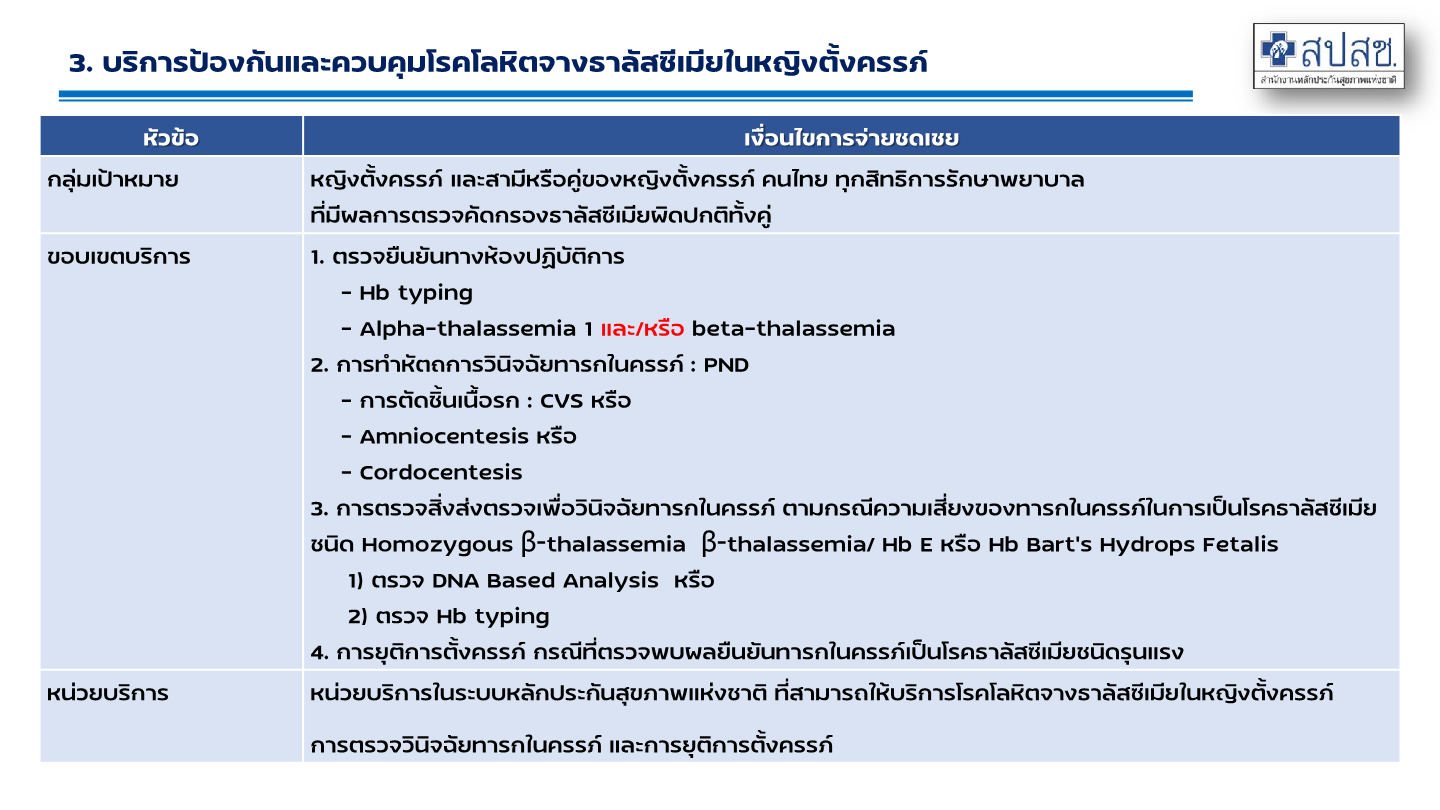 3. บริการป้องกันและควบคุมโรคโลหิตจางธาลัสซีเมียในหญิงตั้งครรภ์
สปสช.
สำนักงานหลักประกันสุขภาพแห่งชาติ
หัวข้อ
เงื่อนไขการจ่ายชดเชย
กลุ่มเป้าหมาย
หญิงตั้งครรภ์ และสามีหรือคู่ของหญิงตั้งครรภ์ คนไทย ทุกสิทธิการรักษาพยาบาล
ที่มีผลการตรวจคัดกรองธาลัสซีเมียผิดปกติทั้งคู่
ขอบเขตบริการ
1. ตรวจยืนยันทางห้องปฏิบัติการ
- Hb typing
- Alpha-thalassemia 1 และ/หรือ beta-thalassemia
2. การทำหัตถการวินิจฉัยทารกในครรภ์ : PND
- การตัดชิ้นเนื้อรก : CVS หรือ
- Amniocentesis หรือ
- Cordocentesis
3. การตรวจสิ่งส่งตรวจเพื่อวินิจฉัยทารกในครรภ์ ตามกรณีความเสี่ยงของทารกในครรภ์ในการเป็นโรคธาลัสซีเมีย
ชนิด Homozygous β-thalassemia β-thalassemia/ Hb E หรือ Hb Bart's Hydrops Fetalis
1) ตรวจ DNA Based Analysis หรือ
2) ตรวจ Hb typing
4. การยุติการตั้งครรภ์ กรณีที่ตรวจพบผลยืนยันทารกในครรภ์เป็นโรคธาลัสซีเมียชนิดรุนแรง
หน่วยบริการ
หน่วยบริการในระบบหลักประกันสุขภาพแห่งชาติ ที่สามารถให้บริการโรคโลหิตจางธาลัสซีเมียในหญิงตั้งครรภ์
การตรวจวินิจฉัยทารกในครรภ์ และการยุติการตั้งครรภ์